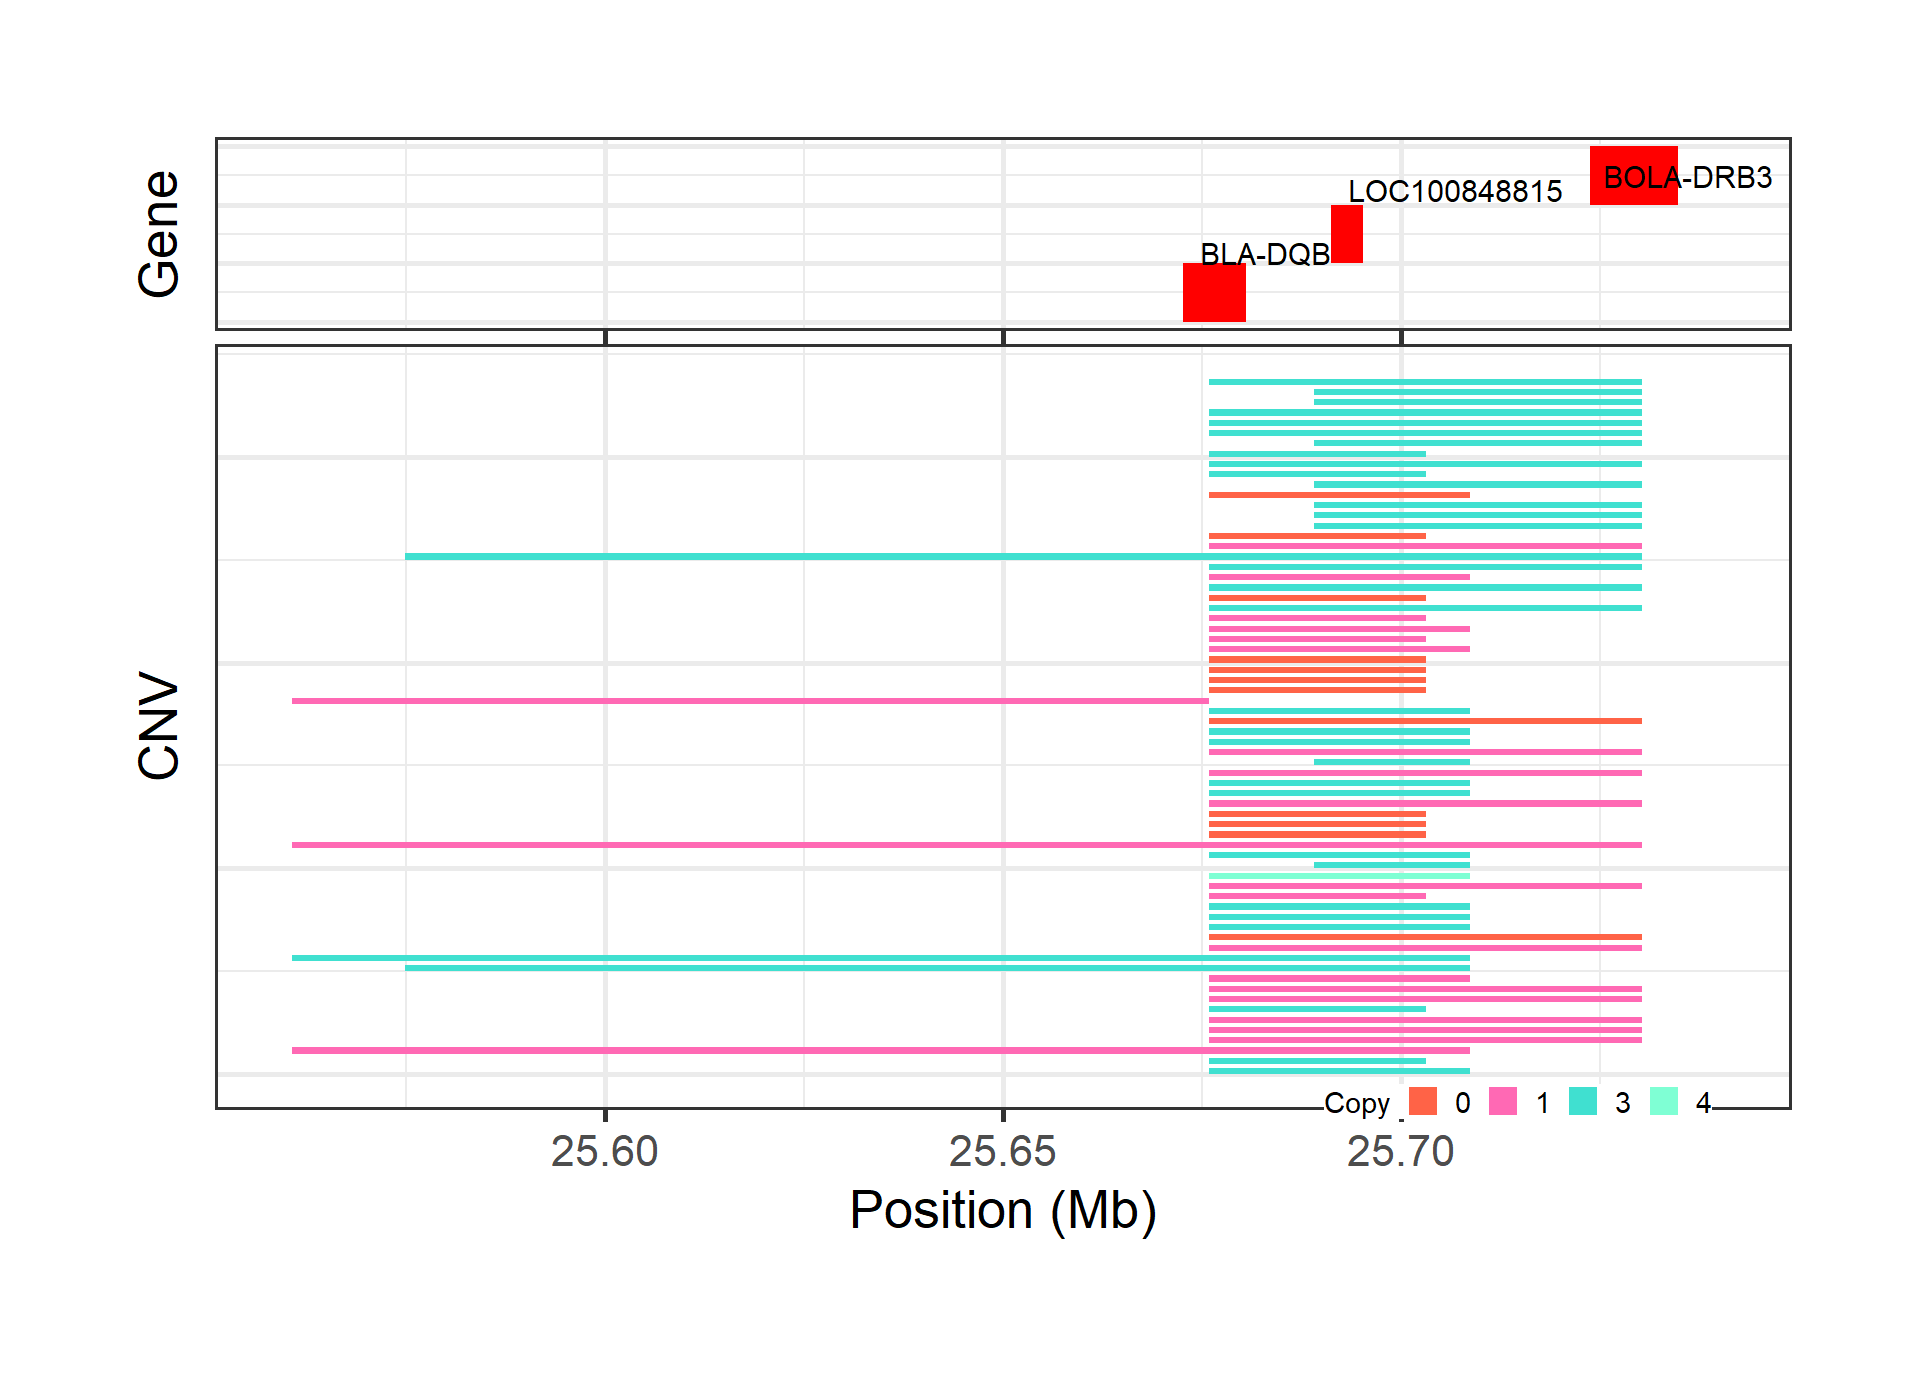 Gene
BOLA-DRB3
LOC100848815
BLA-DQB
CNV
Copy 0 1 3 4
25.60 25.65 25.70
Position (Mb)